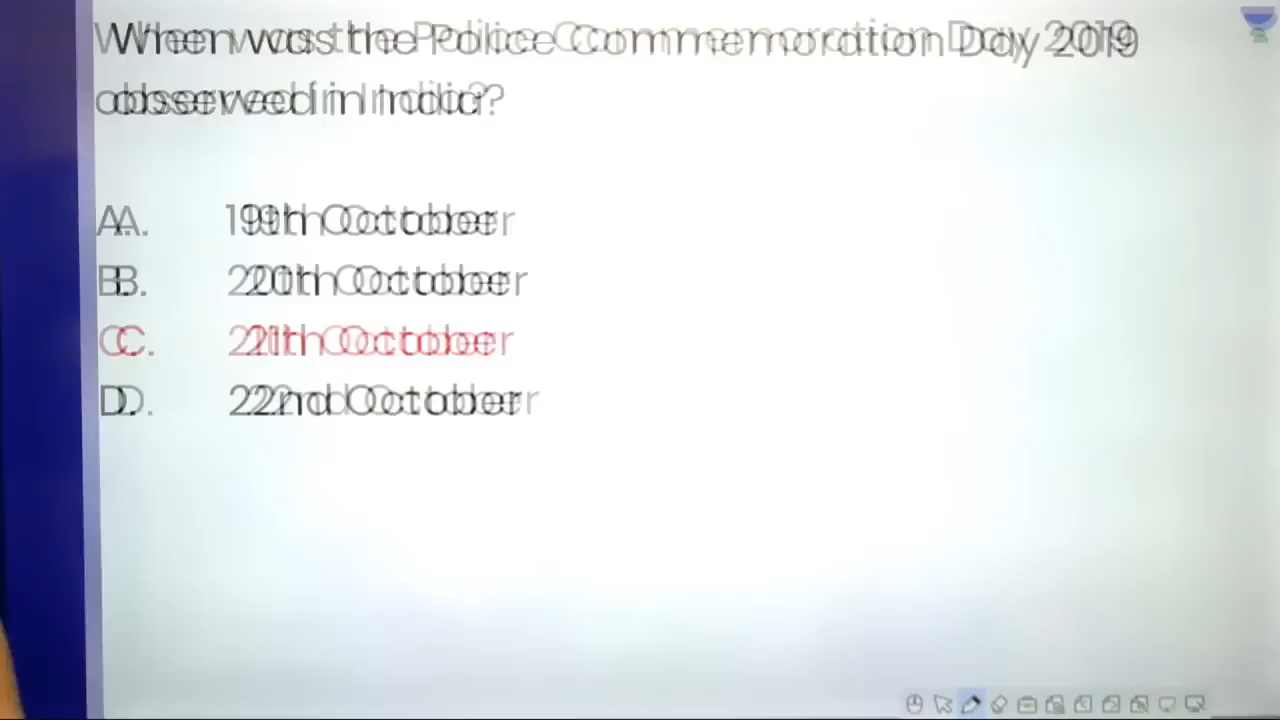 When was the Police Commemoration Day 2019
observed in India?
A. 19th October
B. 20th October
C. 21th October
D. 22nd October